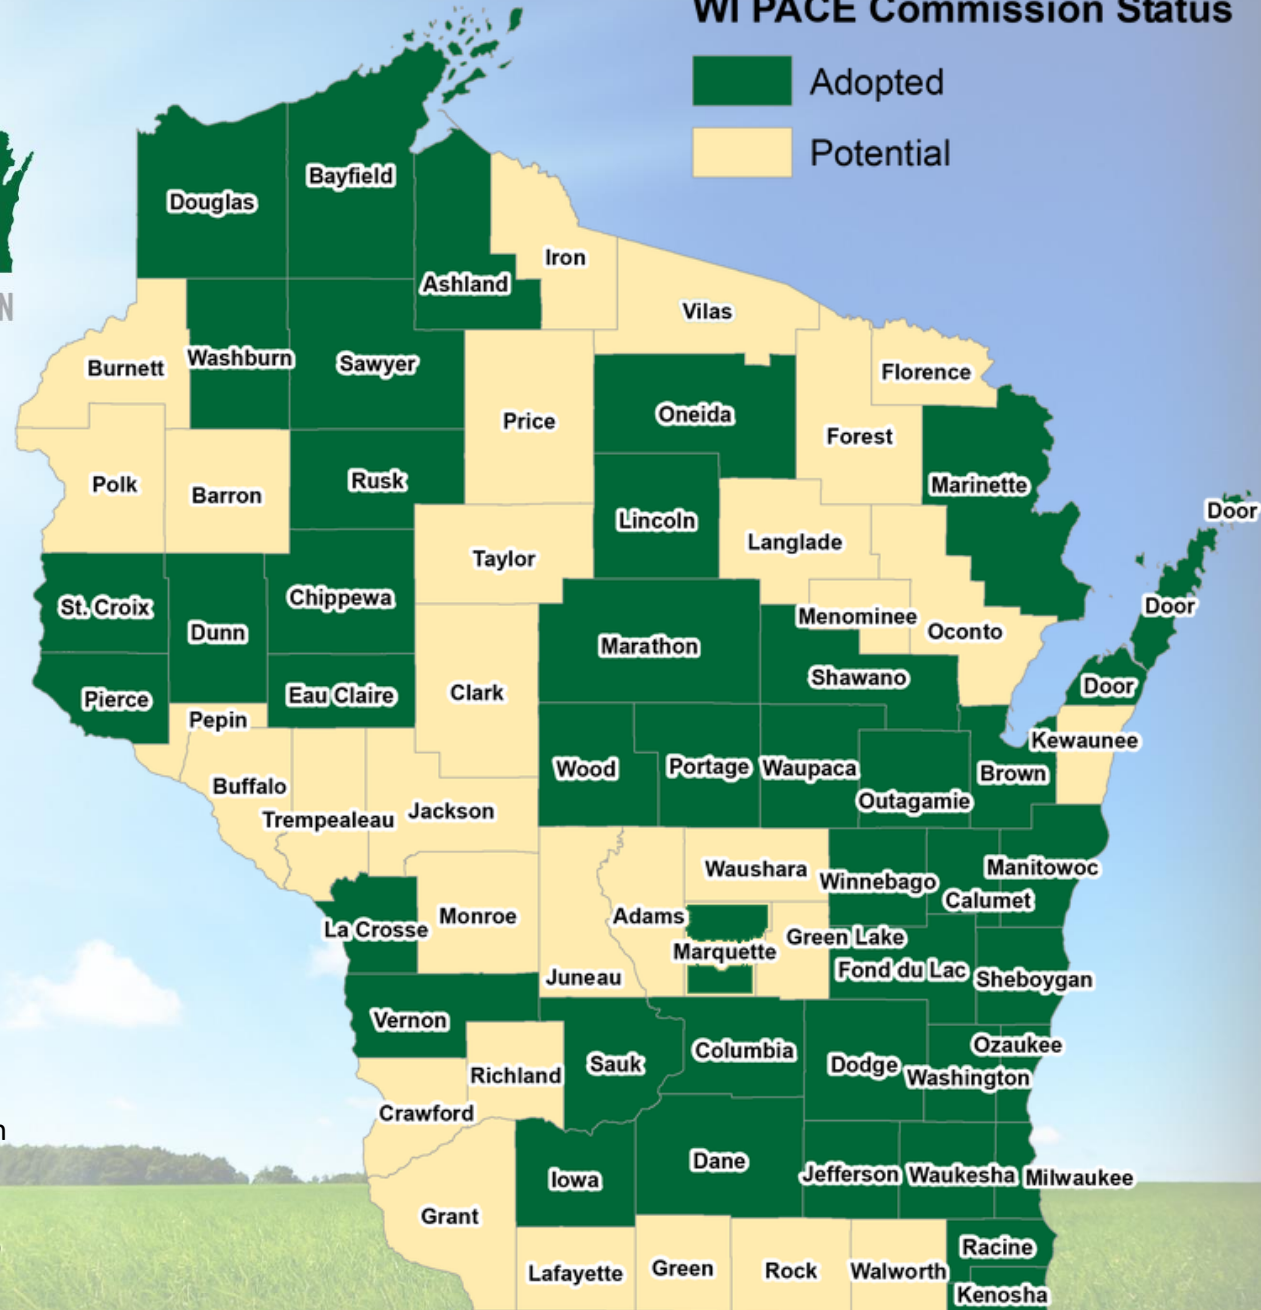 WI PACE Commission Status
Adopted
Potential
Douglas
Bayfield
Ashland
Iron
Vilas
N
Burnett
Washburn
Sawyer
Price
Oneida
Florence
Forest
Polk
Barron
Rusk
Lincoln
Langlade
Marinette
Door
Taylor
St. Croix
Dunn
Chippewa
Marathon
Menominee
Oconto
Door
Shawano
Pierce
Pepin
Eau Claire
Clark
Door
Kewaunee
Wood
Portage
Waupaca
Brown
Buffalo
Trempealeau
Jackson
Outagamie
Waushara
Winnebago
Manitowoc
Calumet
La Crosse
Monroe
Adams
Marquette
Green Lake
Juneau
Fond du Lac
Sheboygan
Vernon
Richland
Sauk
Columbia
Dodge
Ozaukee
Washington
Crawford
n
Iowa
Dane
Jefferson
Waukesha
Milwaukee
Grant
Lafayette
Green
Rock
Walworth
Racine
Kenosha